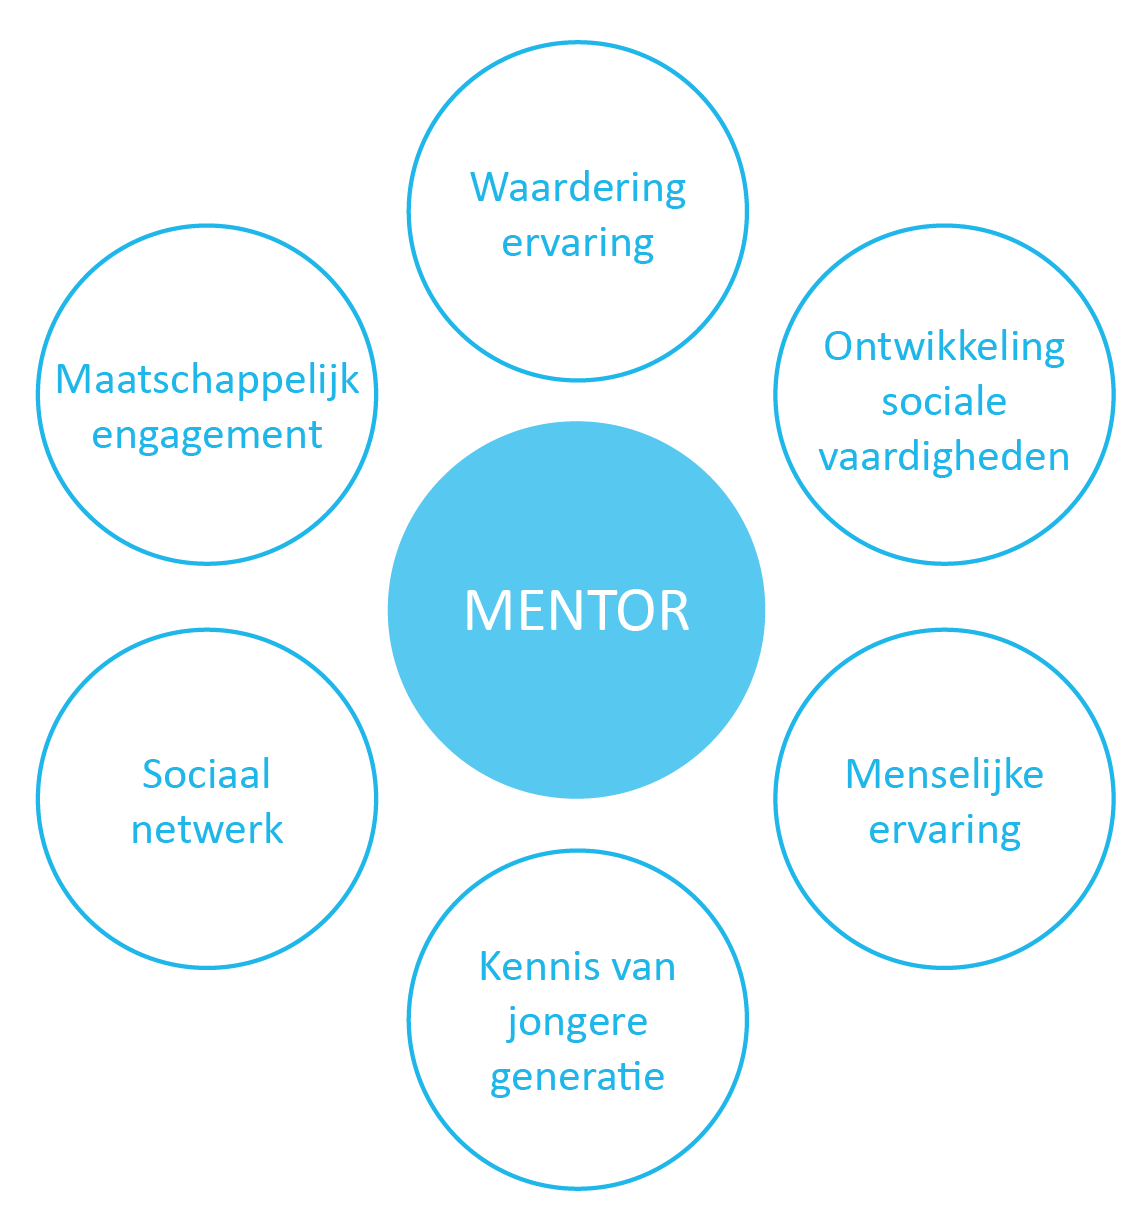 Waardering
ervaring
Ontwikkeling
sociale
vaardigheden
Maatschappelijk
engagement
MENTOR
Sociaal
netwerk
Menselijke
ervaring
Kennis van
jongere
generatie